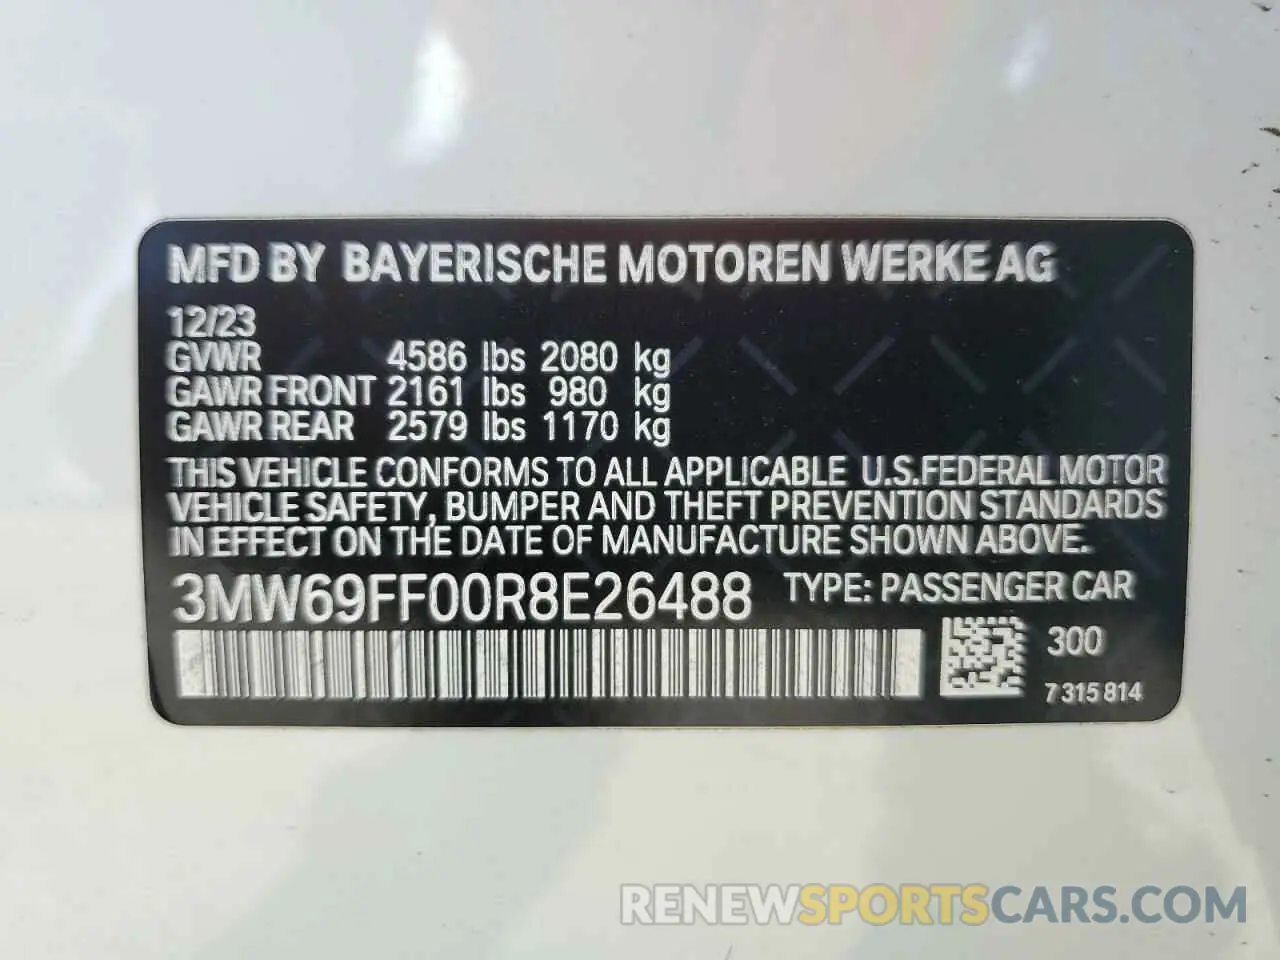 MFD BY BAYERISCHE MOTOREN WERKE AG
12/23
GVWR 4586 lbs 2080 kg
GAWR FRONT 2161 lbs 980 kg
GAWR REAR 2579 lbs 1170 kg
THIS VEHICLE CONFORMS TO ALL APPLICABLE U.S.FEDERAL MOTOR
VEHICLE SAFETY, BUMPER AND THEFT PREVENTION STANDARDS
IN EFFECT ON THE DATE OF MANUFACTURE SHOWN ABOVE.
3MW69FF00R8E26488 TYPE: PASSENGER CAR
300
7 315 814
RENEWSPORTSCARS.COM